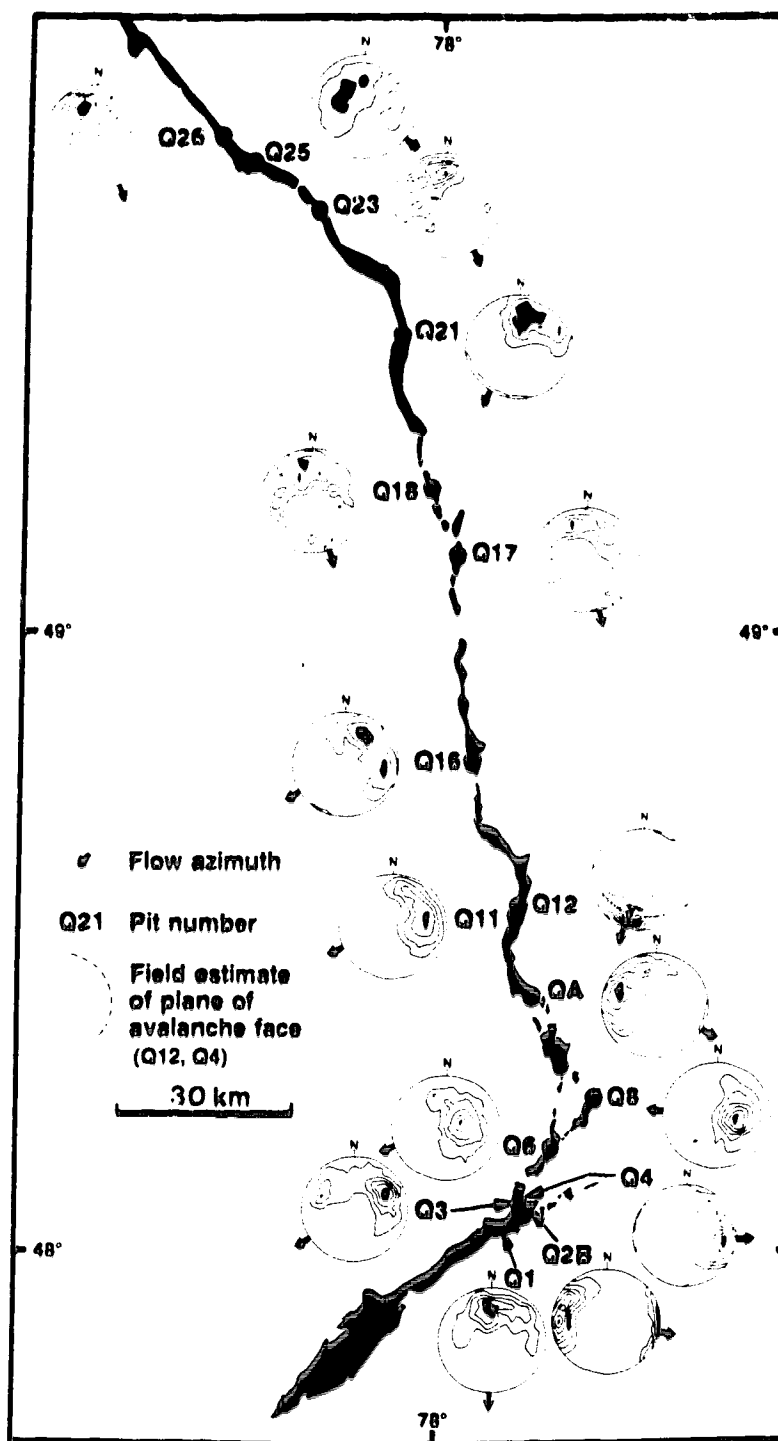 78°
N
N
Q26
Q25
N
Q23
N
Q21
N
Q18
N
Q17
49°
49°
N
Q16
N
Flow azimuth
N
Q11
Q12
Q21 Pit number
N
Field estimate
of plane of
avalanche face
(Q12, Q4)
QA
30 km
N
N
Q8
Q6
N
Q4
N
Q3
48°
Q2B
N
N
Q1
78°